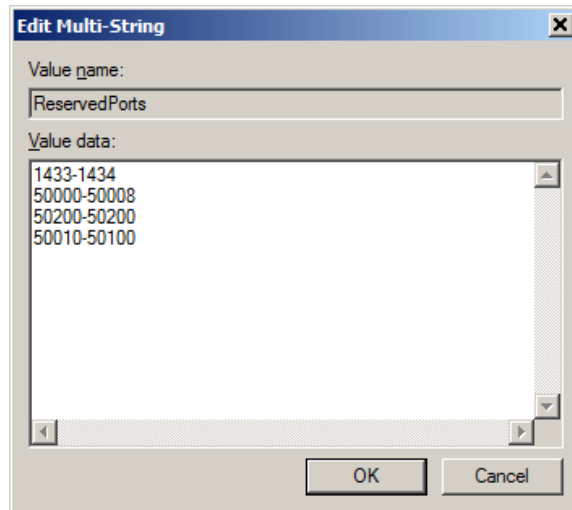 Edit Multi-String
Value name:
ReservedPorts
Value data:
1433-1434
50000-50008
50200-50200
50010-50100
OK
Cancel